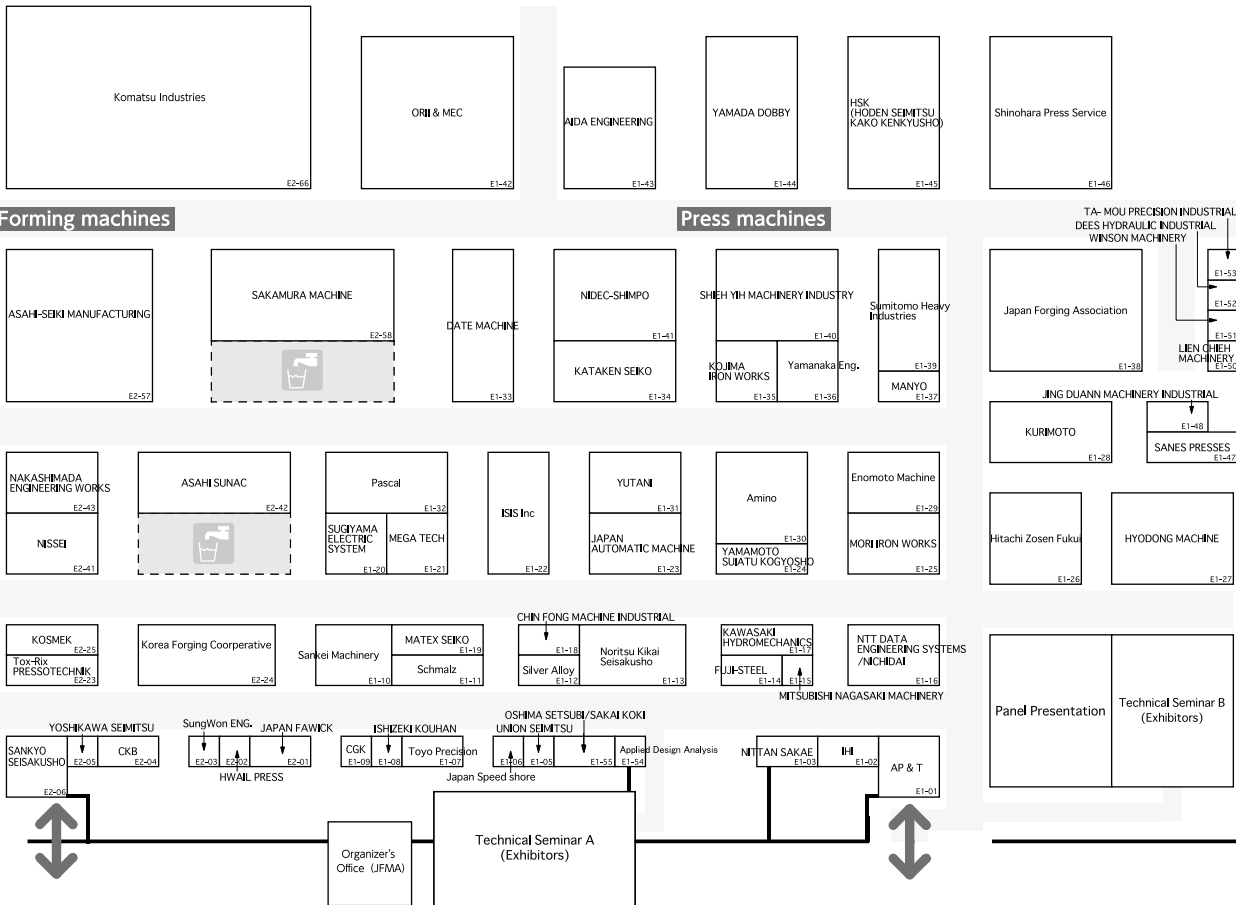 Komatsu Industries
E2-66
ORII & MEC
E1-42
AIDA ENGINEERING
E1-43
YAMADA DOBBY
E1-44
HSK
(HODEN SEIMITSU
KAKO KENKYUSHO)
E1-45
Shinohara Press Service
E1-46
Forming machines
Press machines
TA- MOU PRECISION INDUSTRIAL
DEES HYDRAULIC INDUSTRIAL
WINSON MACHINERY
E1-53
E1-52
E1-51
LIEN CHIEH
MACHINERY
E1-50
ASAHI-SEIKI MANUFACTURING
E2-57
SAKAMURA MACHINE
E2-58
DATE MACHINE
E1-33
NIDEC-SHIMPO
E1-41
KATAKEN SEIKO
E1-34
SHIEH YIH MACHINERY INDUSTRY
E1-40
KOJIMA
IRON WORKS
E1-35
Yamanaka Eng.
E1-36
Sumitomo Heavy
Industries
E1-39
MANYO
E1-37
Japan Forging Association
E1-38
JING DUANN MACHINERY INDUSTRIAL
E1-48
KURIMOTO
E1-28
SANES PRESSES
E1-47
NAKASHIMADA
ENGINEERING WORKS
E2-43
NISSEI
E2-41
ASAHI SUNAC
E2-42
Pascal
E1-32
SUGIYAMA
ELECTRIC
SYSTEM
E1-20
MEGA TECH
E1-21
ISIS Inc
E1-22
YUTANI
E1-31
JAPAN
AUTOMATIC MACHINE
E1-23
Amino
E1-30
YAMAMOTO
SUIATU KOGYOSHO
E1-24
Enomoto Machine
E1-29
MORI IRON WORKS
E1-25
Hitachi Zosen Fukui
E1-26
HYODONG MACHINE
E1-27
KOSMEK
E2-25
Tox-Rix
PRESSOTECHNIK
E2-23
Korea Forging Coorperative
E2-24
Sankei Machinery
E1-10
MATEX SEIKO
E1-19
Schmalz
E1-11
CHIN FONG MACHINE INDUSTRIAL
E1-18
Silver Alloy
E1-12
Noritsu Kikai
Seisakusho
E1-13
KAWASAKI
HYDROMECHANICS
E1-17
FUJI-STEEL
E1-14
E1-15
MITSUBISHI NAGASAKI MACHINERY
NTT DATA
ENGINEERING SYSTEMS
/NICHIDAI
E1-16
Panel Presentation
Technical Seminar B
(Exhibitors)
SANKYO
SEISAKUSHO
E2-06
YOSHIKAWA SEIMITSU
E2-05
CKB
E2-04
SungWon ENG.
E2-03
E2-02
HWAIL PRESS
JAPAN FAWICK
E2-01
CGK
E1-09
ISHIZEKI KOUHAN
E1-08
Toyo Precision
E1-07
OSHIMA SETSUBI/SAKAI KOKI
UNION SEIMITSU
E1-06
Japan Speed shore
E1-05
E1-55
Applied Design Analysis
E1-54
NITTAN SAKAE
E1-03
IHI
E1-02
AP & T
E1-01
Organizer's
Office (JFMA)
Technical Seminar A
(Exhibitors)